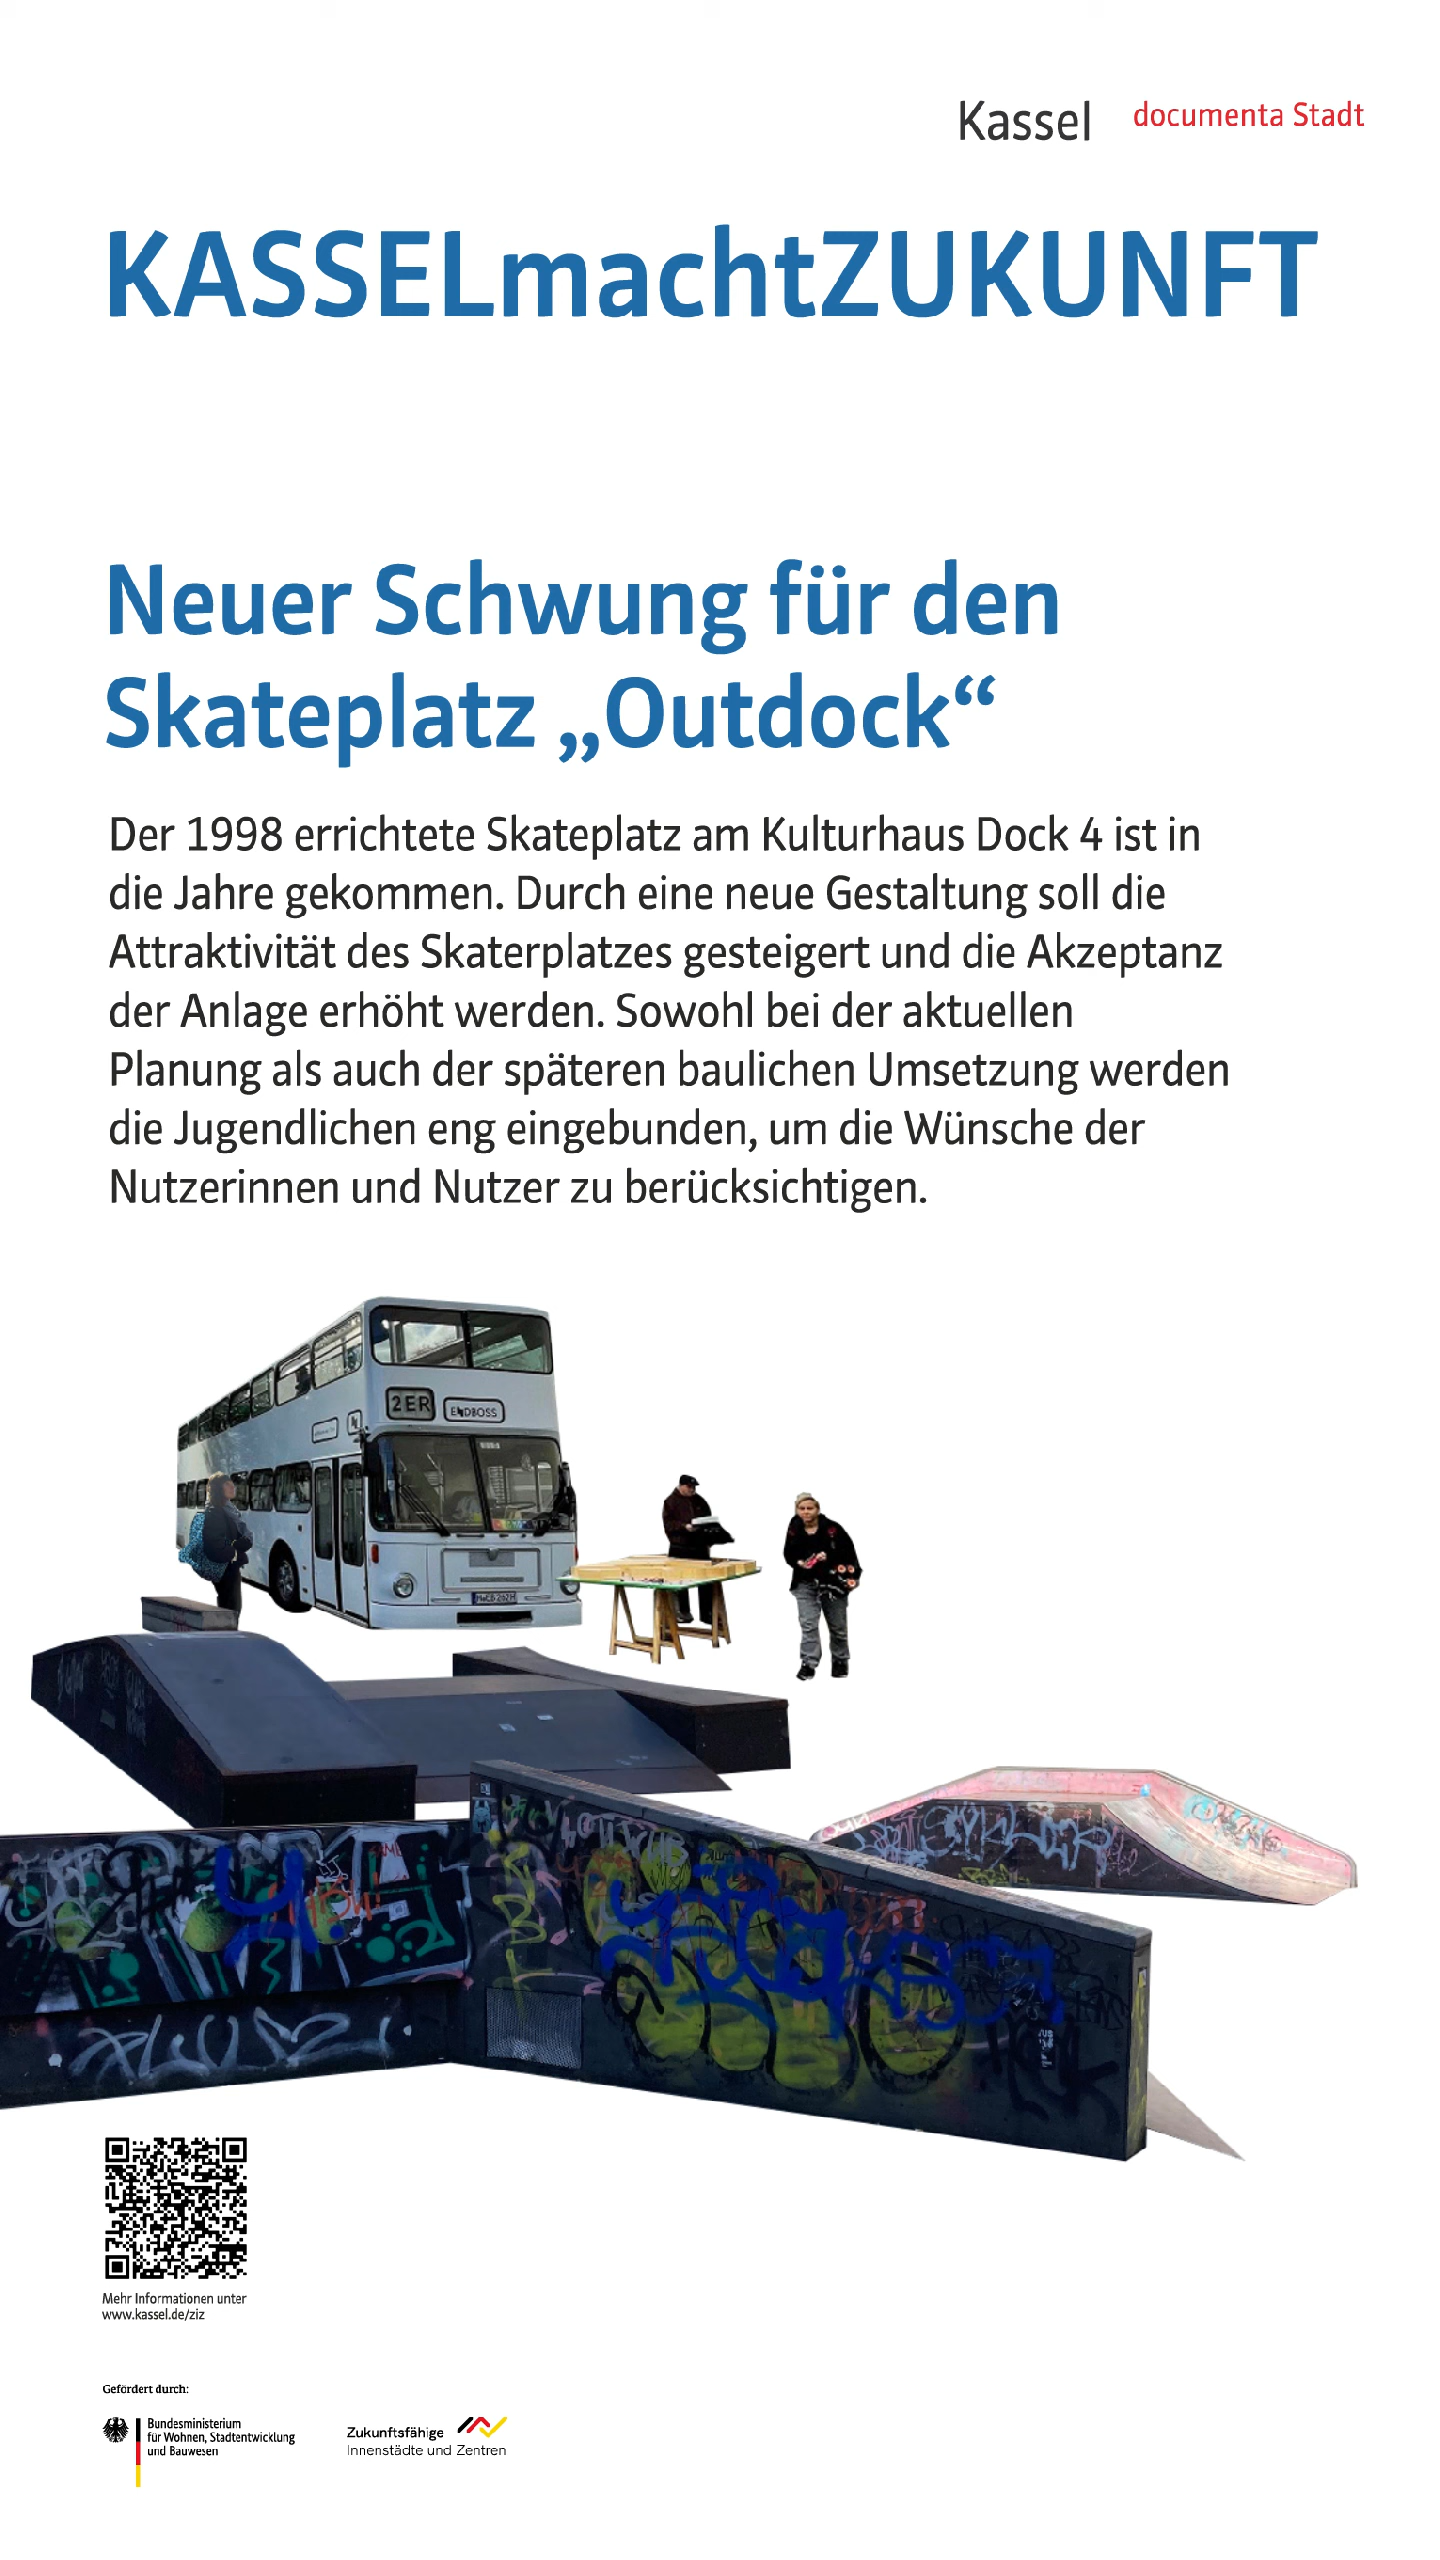 Kassel documenta Stadt
KASSELmachtZUKUNFT
Neuer Schwung für den
Skateplatz „Outdock“
Der 1998 errichtete Skateplatz am Kulturhaus Dock 4 ist in
die Jahre gekommen. Durch eine neue Gestaltung soll die
Attraktivität des Skaterplatzes gesteigert und die Akzeptanz
der Anlage erhöht werden. Sowohl bei der aktuellen
Planung als auch der späteren baulichen Umsetzung werden
die Jugendlichen eng eingebunden, um die Wünsche der
Nutzerinnen und Nutzer zu berücksichtigen.
2ER
ENDBOSS
Mehr Informationen unter
www.kassel.de/ziz
Gefördert durch:
Bundesministerium
für Wohnen, Stadtentwicklung
und Bauwesen
Zukunftsfähige
Innenstädte und Zentren